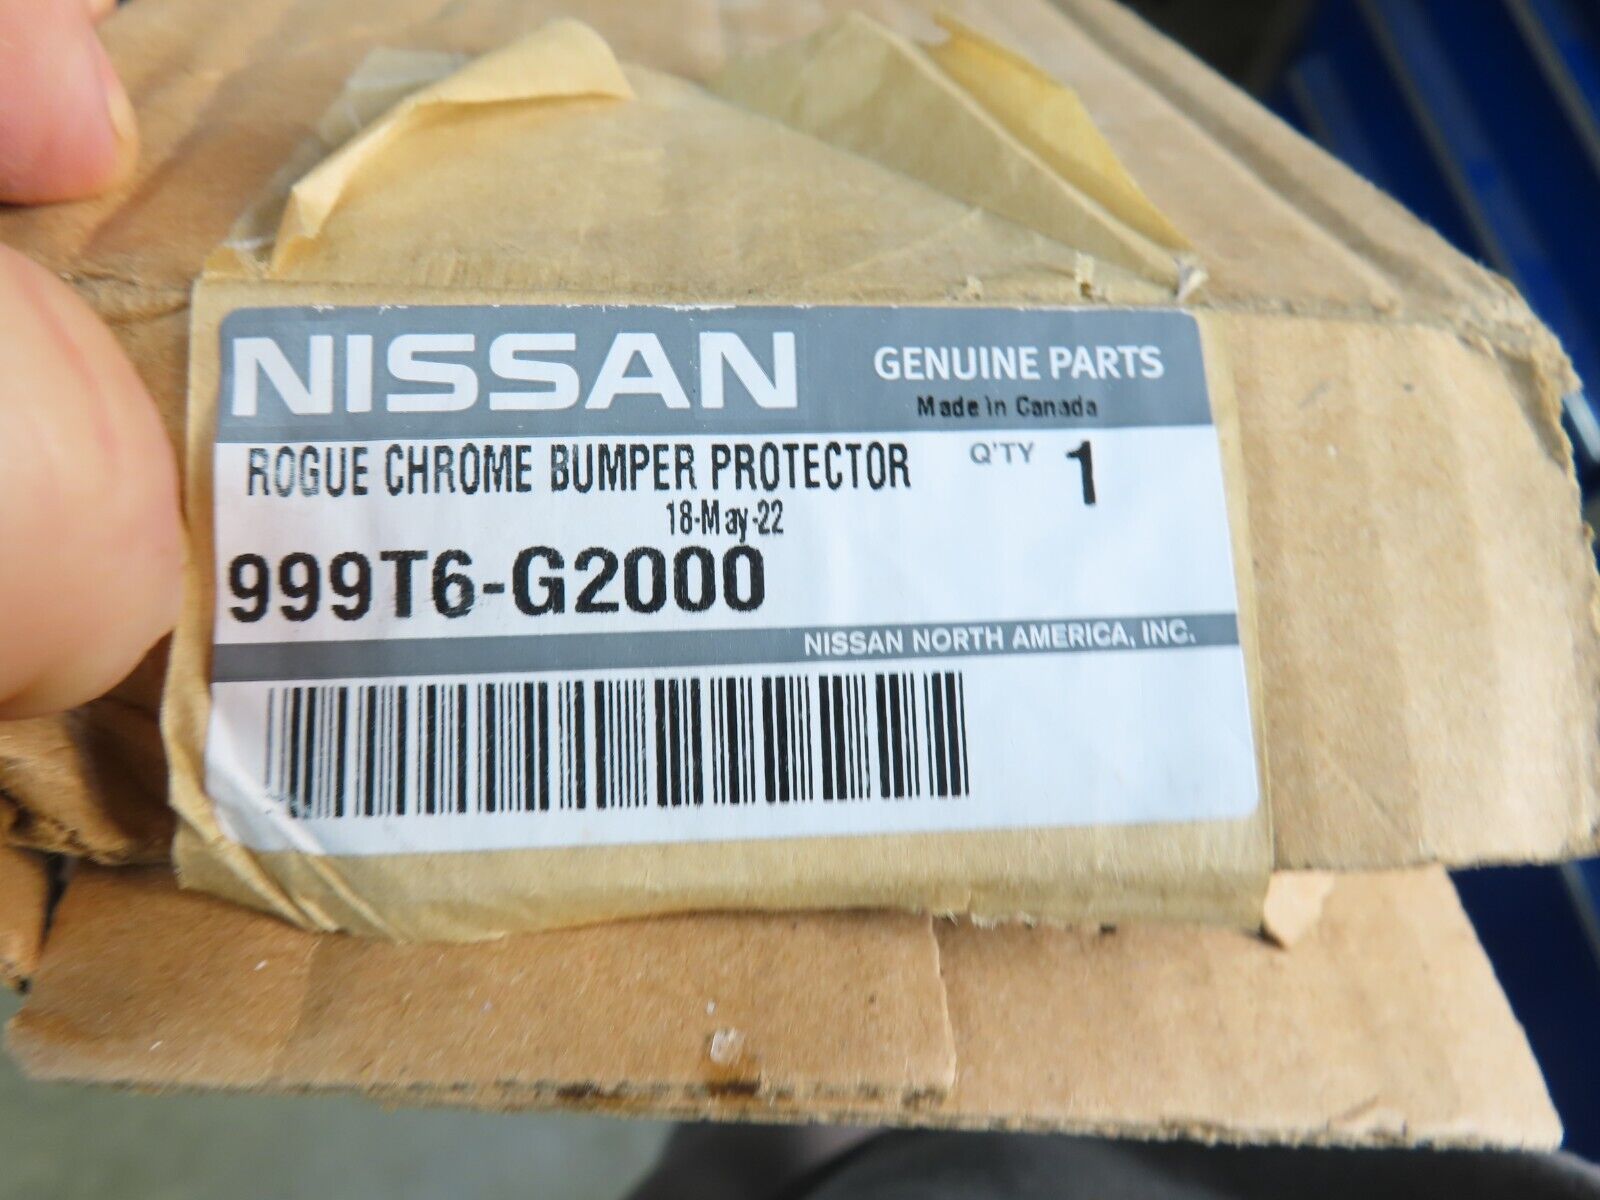 NISSAN GENUINE PARTS
Made in Canada
ROGUE CHROME BUMPER PROTECTOR Q'TY 1
18-May-22
999T6-G2000
NISSAN NORTH AMERICA, INC.